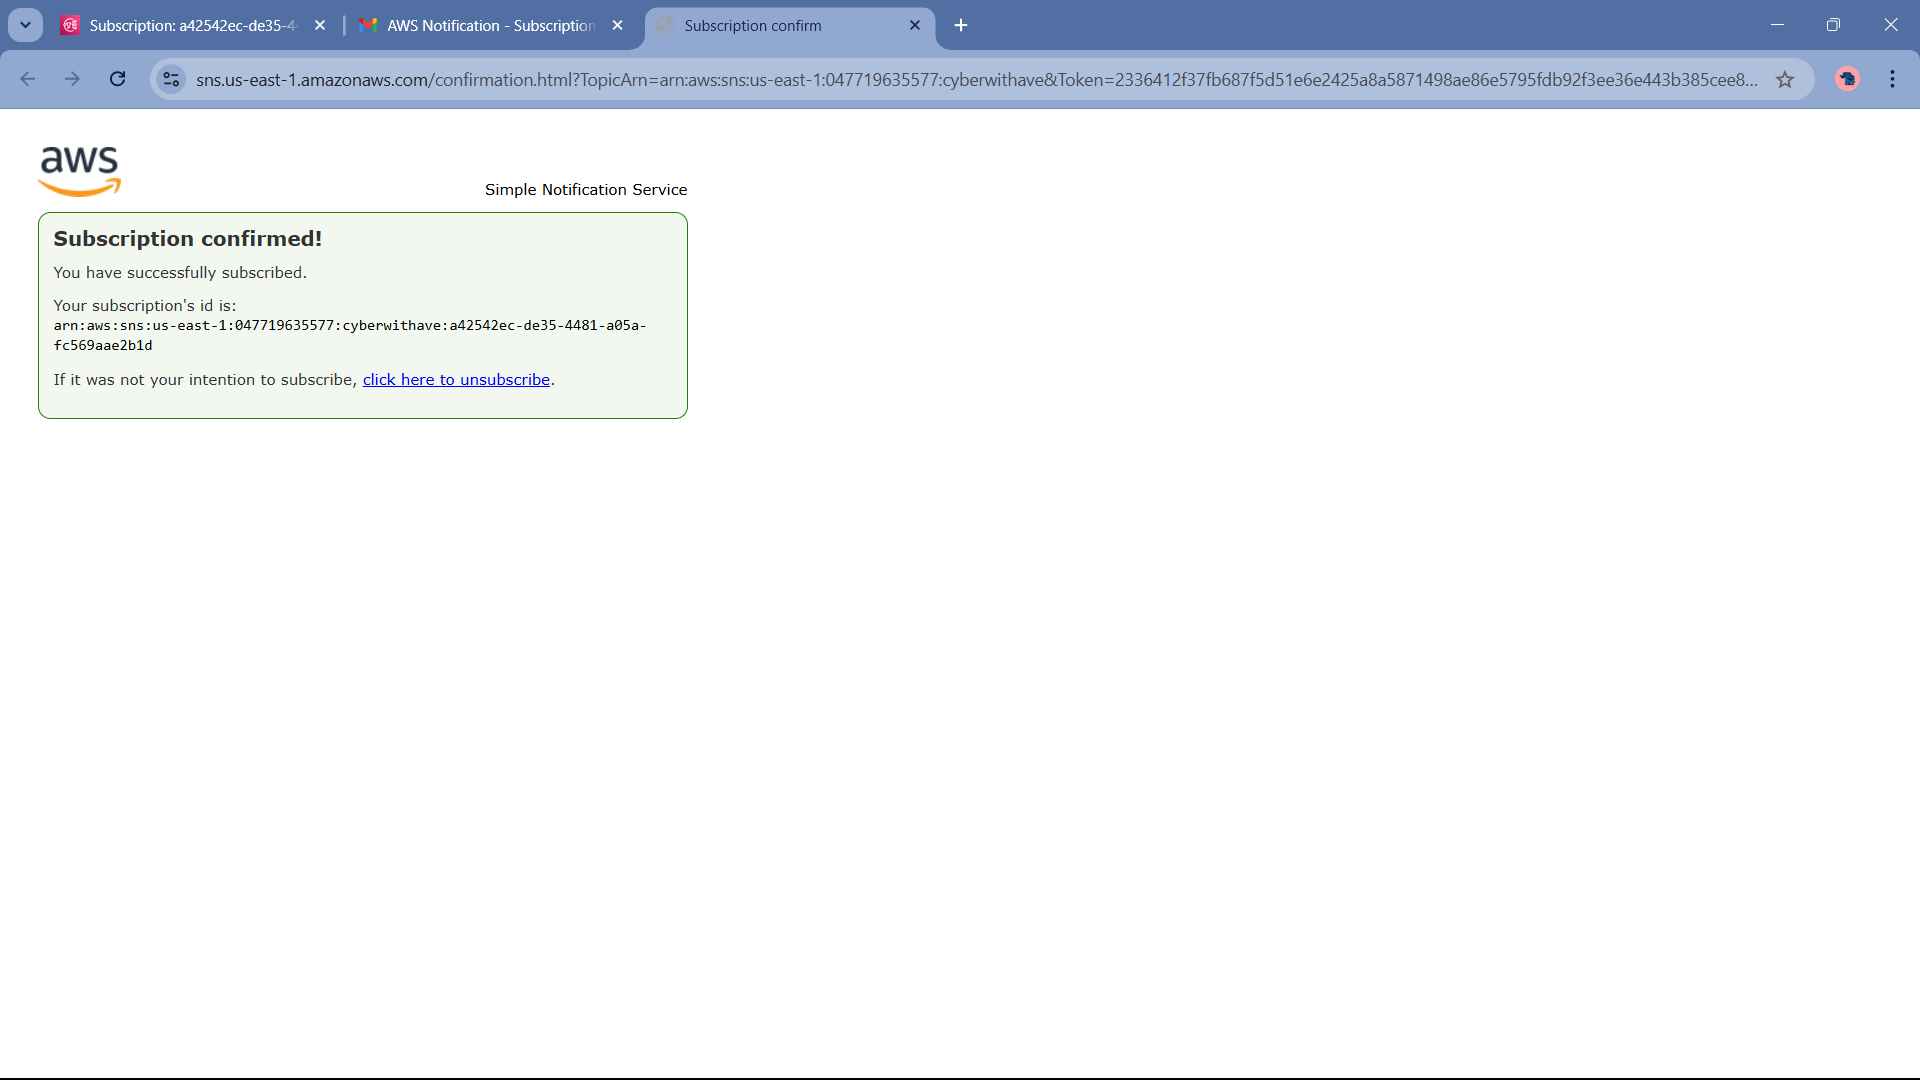 Subscription: a42542ec-de35-4
AWS Notification - Subscription
Subscription confirm
sns.us-east-1.amazonaws.com/confirmation.html?TopicArn=arn:aws:sns:us-east-1:047719635577:cyberwithave&Token=2336412f37fb687f5d51e6e2425a8a5871498ae86e5795fdb92f3ee36e443b385cee8...
aws
Simple Notification Service
Subscription confirmed!
You have successfully subscribed.
Your subscription's id is:
arn:aws:sns:us-east-1:047719635577:cyberwithave:a42542ec-de35-4481-a05a-
fc569aae2b1d
If it was not your intention to subscribe, click here to unsubscribe.